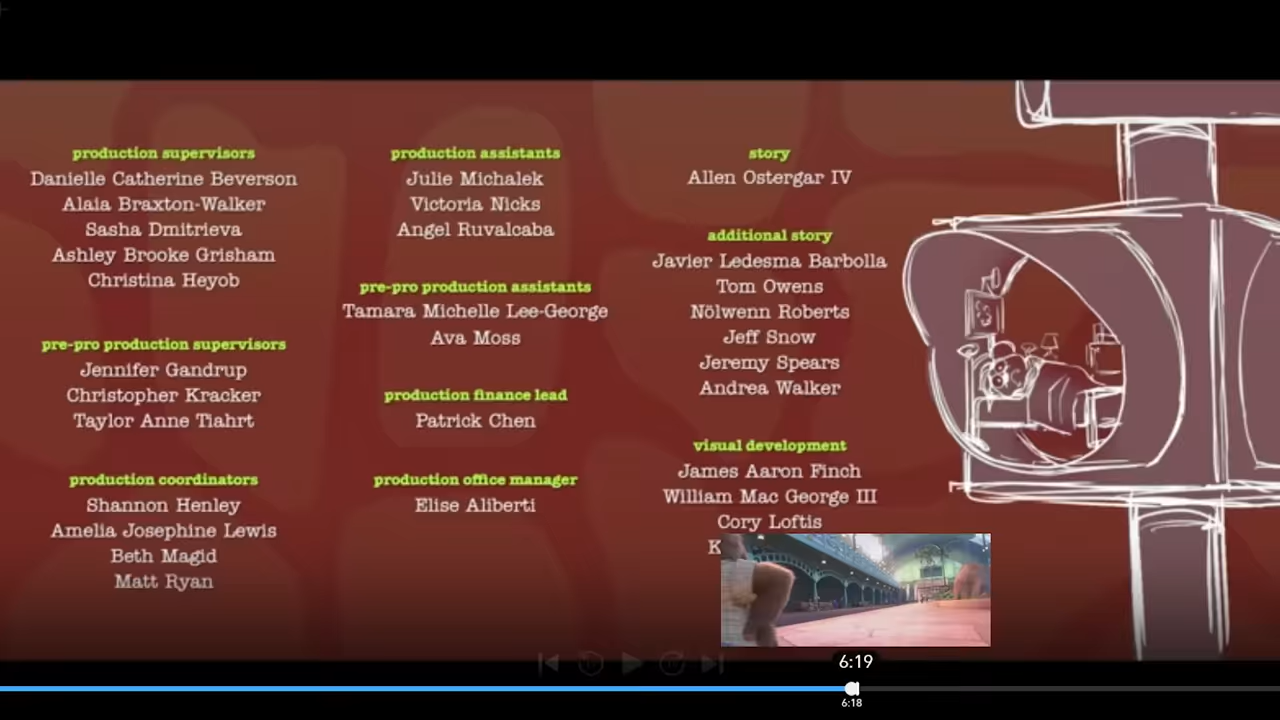 production supervisors
Danielle Catherine Beverson
Alaia Braxton-Walker
Sasha Dmitrieva
Ashley Brooke Grisham
Christina Heyob
pre-pro production supervisors
Jennifer Gandrup
Christopher Kracker
Taylor Anne Tiahrt
production coordinators
Shannon Henley
Amelia Josephine Lewis
Beth Magid
Matt Ryan
production assistants
Julie Michalek
Victoria Nicks
Angel Ruvalcaba
pre-pro production assistants
Tamara Michelle Lee-George
Ava Moss
production finance lead
Patrick Chen
production office manager
Elise Aliberti
story
Allen Ostergar IV
additional story
Javier Ledesma Barbolla
Tom Owens
Nölwenn Roberts
Jeff Snow
Jeremy Spears
Andrea Walker
visual development
James Aaron Finch
William Mac George III
Cory Loftis
6:19
6:18